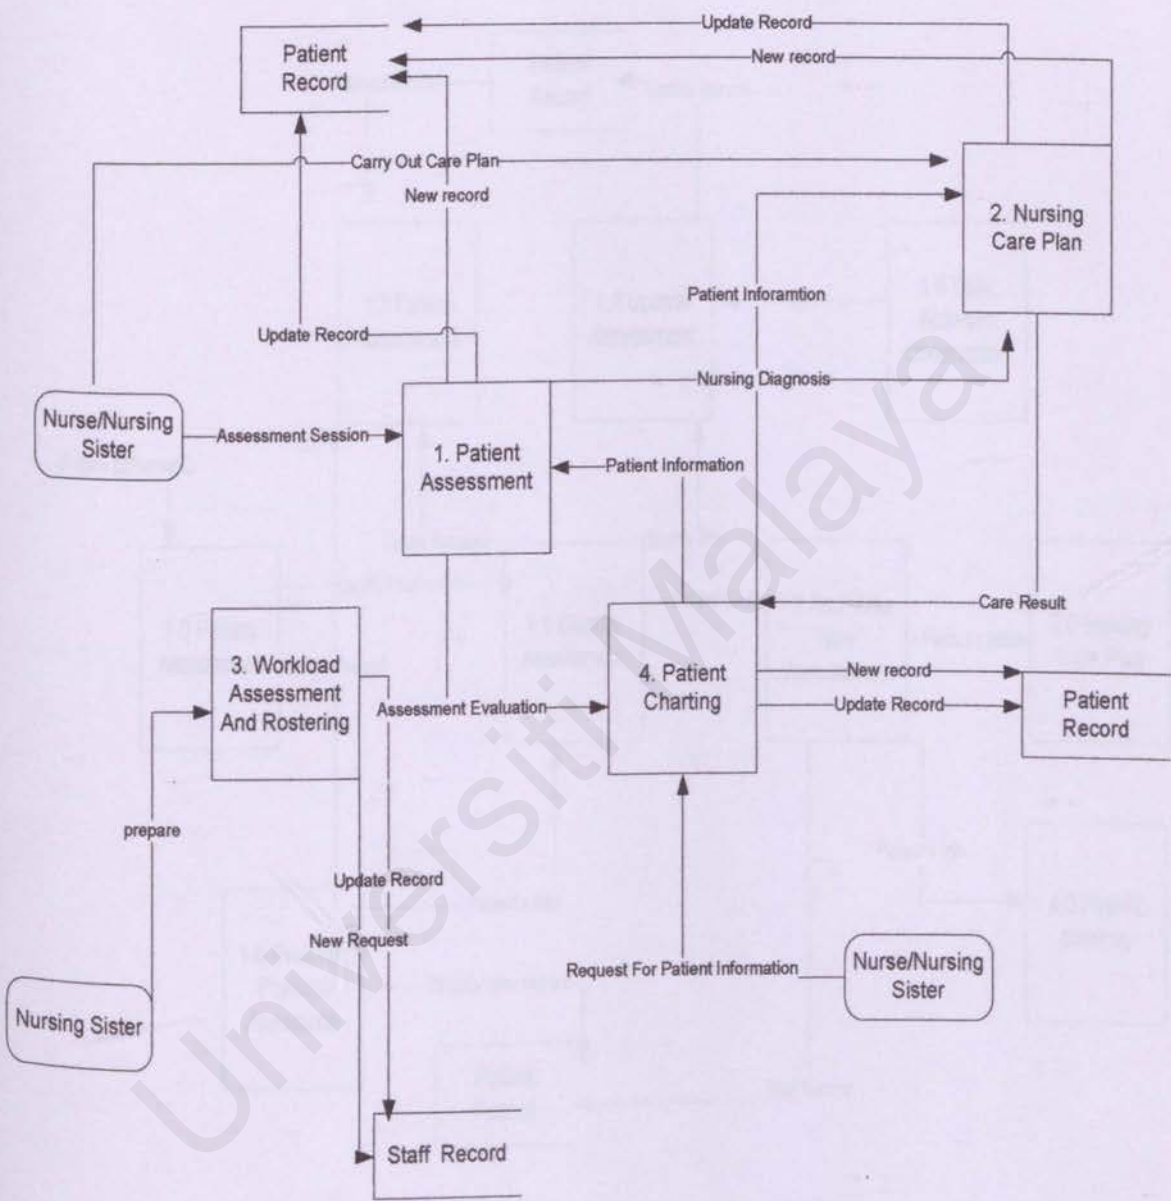 Update Record
Patient
Record
New record
Carry Out Care Plan
New record
2. Nursing
Care Plan
Patient Inforamtion
Update Record
Nursing Diagnosis
Nurse/Nursing
Sister
Assessment Session
1. Patient
Assessment
Patient Information
Care Result
3. Workload
Assessment
And Rostering
4. Patient
Charting
New record
Assessment Evaluation
Update Record
Patient
Record
prepare
Update Record
New Request
Request For Patient Information
Nurse/Nursing
Sister
Nursing Sister
Staff Record
Universiti Malaya